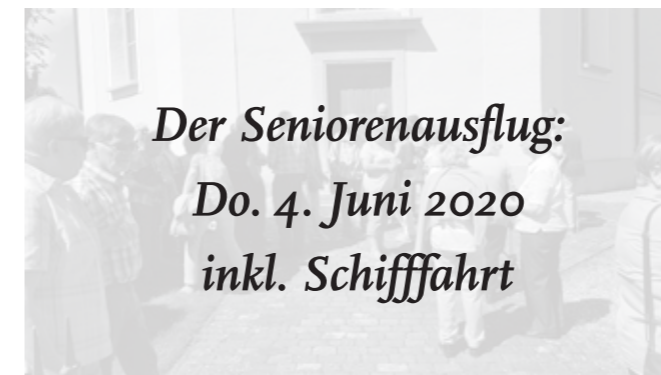 Der Seniorenausflug:
Do. 4. Juni 2020
inkl. Schifffahrt